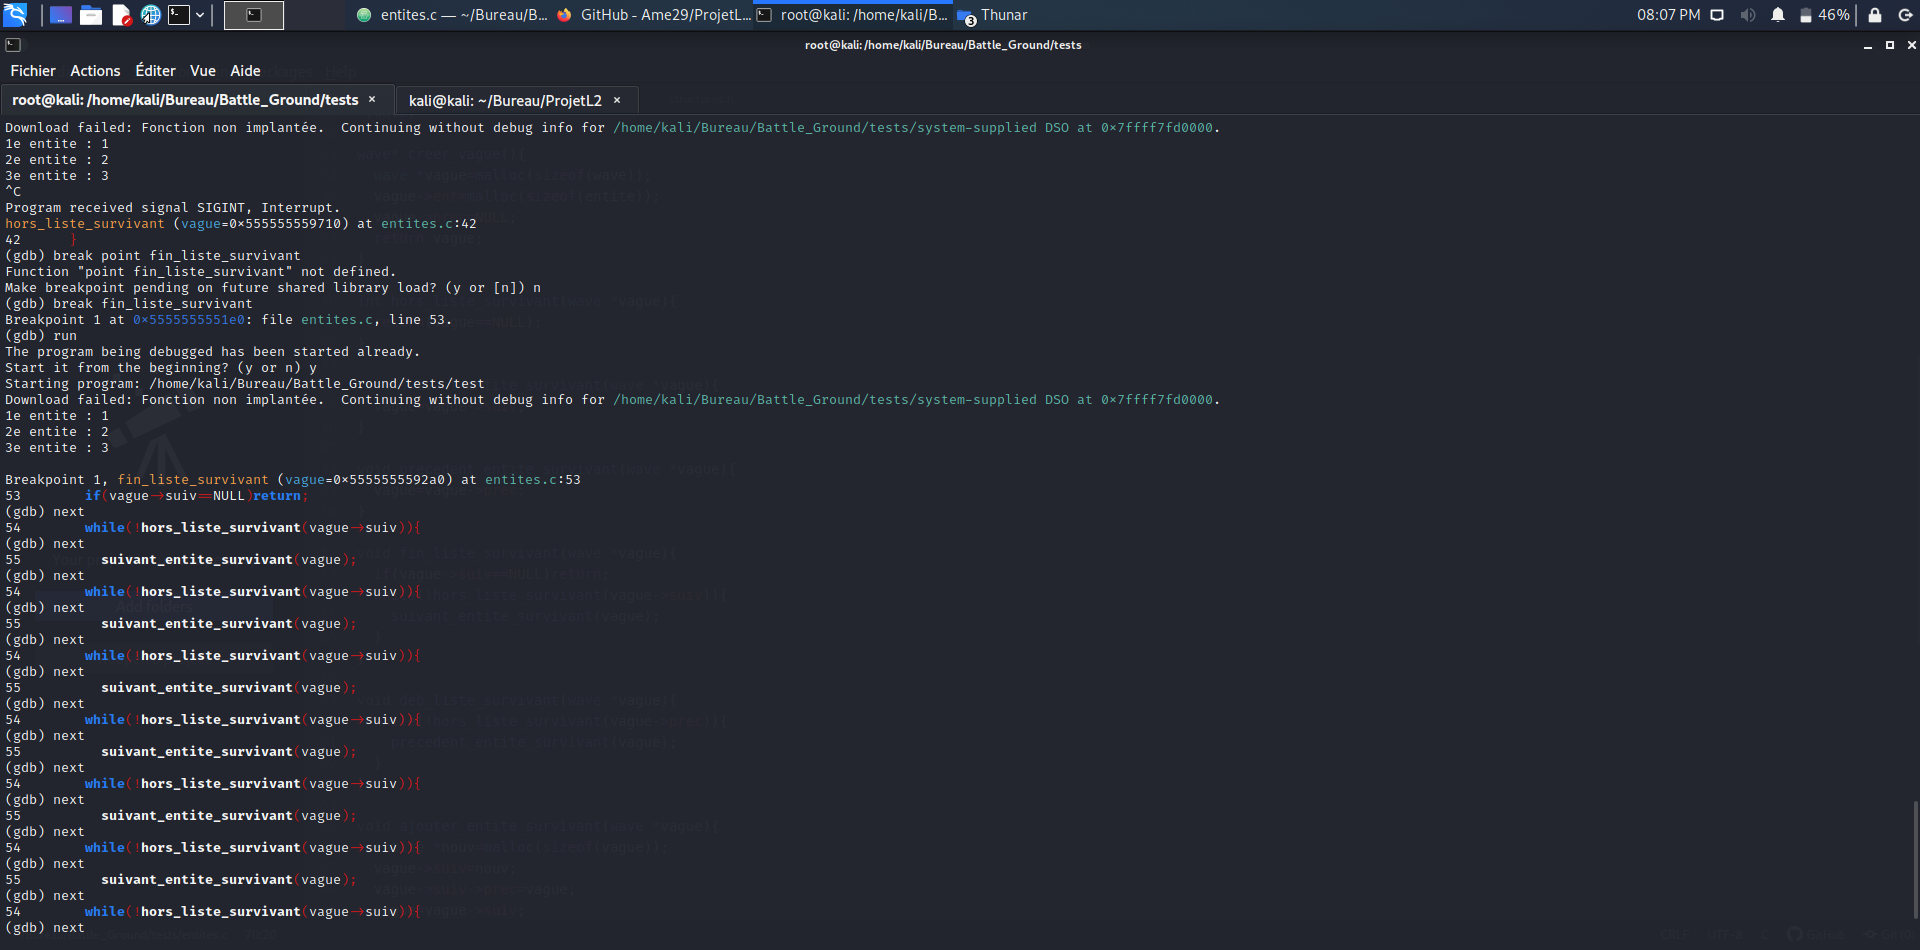 entites.c — ~/Bureau/B...
GitHub - Ame29/ProjetL...
root@kali: /home/kali/B...
3
Thunar
08:07 PM
46%
root@kali: /home/kali/Bureau/Battle_Ground/tests
Fichier Actions Éditer Vue Aide
root@kali: /home/kali/Bureau/Battle_Ground/tests ×
kali@kali: ~/Bureau/ProjetL2 ×
Download failed: Fonction non implantée.  Continuing without debug info for /home/kali/Bureau/Battle_Ground/tests/system-supplied DSO at 0×7ffff7fd0000.
1e entite : 1
2e entite : 2
3e entite : 3
^C
Program received signal SIGINT, Interrupt.
hors_liste_survivant (vague=0×555555559710) at entites.c:42
42      }
(gdb) break point fin_liste_survivant
Function "point fin_liste_survivant" not defined.
Make breakpoint pending on future shared library load? (y or [n]) n
(gdb) break fin_liste_survivant
Breakpoint 1 at 0×5555555551e0: file entites.c, line 53.
(gdb) run
The program being debugged has been started already.
Start it from the beginning? (y or n) y
Starting program: /home/kali/Bureau/Battle_Ground/tests/test
Download failed: Fonction non implantée.  Continuing without debug info for /home/kali/Bureau/Battle_Ground/tests/system-supplied DSO at 0×7ffff7fd0000.
1e entite : 1
2e entite : 2
3e entite : 3
Breakpoint 1, fin_liste_survivant (vague=0×5555555592a0) at entites.c:53
53        if(vague→suiv==NULL)return;
(gdb) next
54        while(!hors_liste_survivant(vague→suiv)){
(gdb) next
55          suivant_entite_survivant(vague);
(gdb) next
54        while(!hors_liste_survivant(vague→suiv)){
(gdb) next
55          suivant_entite_survivant(vague);
(gdb) next
54        while(!hors_liste_survivant(vague→suiv)){
(gdb) next
55          suivant_entite_survivant(vague);
(gdb) next
54        while(!hors_liste_survivant(vague→suiv)){
(gdb) next
55          suivant_entite_survivant(vague);
(gdb) next
54        while(!hors_liste_survivant(vague→suiv)){
(gdb) next
55          suivant_entite_survivant(vague);
(gdb) next
54        while(!hors_liste_survivant(vague→suiv)){
(gdb) next
55          suivant_entite_survivant(vague);
(gdb) next
54        while(!hors_liste_survivant(vague→suiv)){
(gdb) next